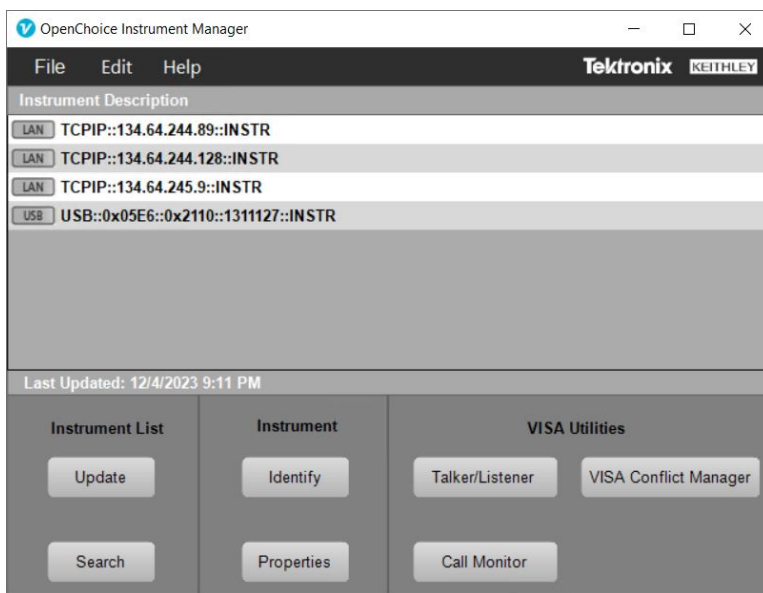 OpenChoice Instrument Manager
File Edit Help Tektronix KEITHLEY
Instrument Description
LAN TCPIP::134.64.244.89::INSTR
LAN TCPIP::134.64.244.128::INSTR
LAN TCPIP::134.64.245.9::INSTR
USB USB::0x05E6::0x2110::1311127::INSTR
Last Updated: 12/4/2023 9:11 PM
Instrument List Instrument VISA Utilities
Update Identify Talker/Listener VISA Conflict Manager
Search Properties Call Monitor